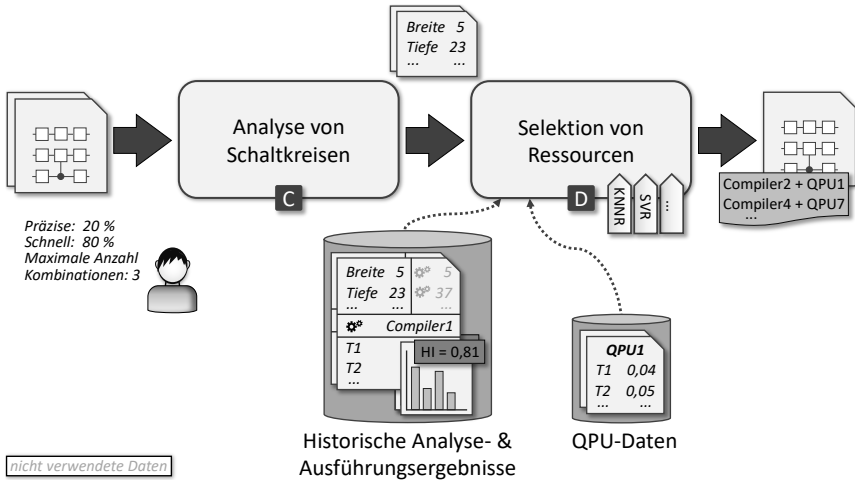 Breite 5
Tiefe 23
... ...
Analyse von
Schaltkreisen
C
Selektion von
Ressourcen
D
KNNR
SVR
...
Compiler2 + QPU1
Compiler4 + QPU7
...
Präzise: 20 %
Schnell: 80 %
Maximale Anzahl
Kombinationen: 3
Breite 5 5
Tiefe 23 37
... ... ...
Compiler1
T1
T2
...
HI = 0,81
QPU1
T1 0,04
T2 0,05
... ...
Historische Analyse- &
Ausführungsergebnisse
QPU-Daten
nicht verwendete Daten